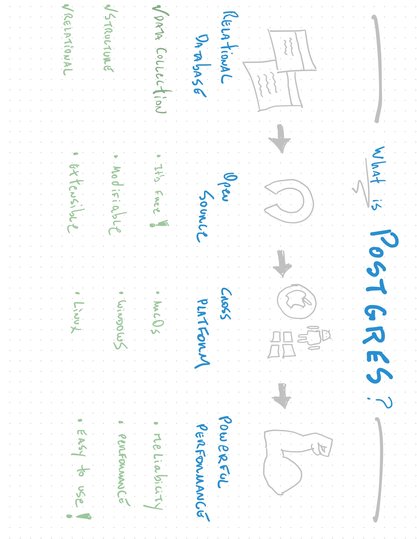 What is POSTGRES?
Relational
Database
Open
Source
Cross
Platform
Powerful
Performance
✓Data Collection
✓Structure
✓Relational
• It's Free!
• Modifiable
• Extensible
• McOs
• Windows
• Linux
• Reliability
• Performance
• Easy to use!